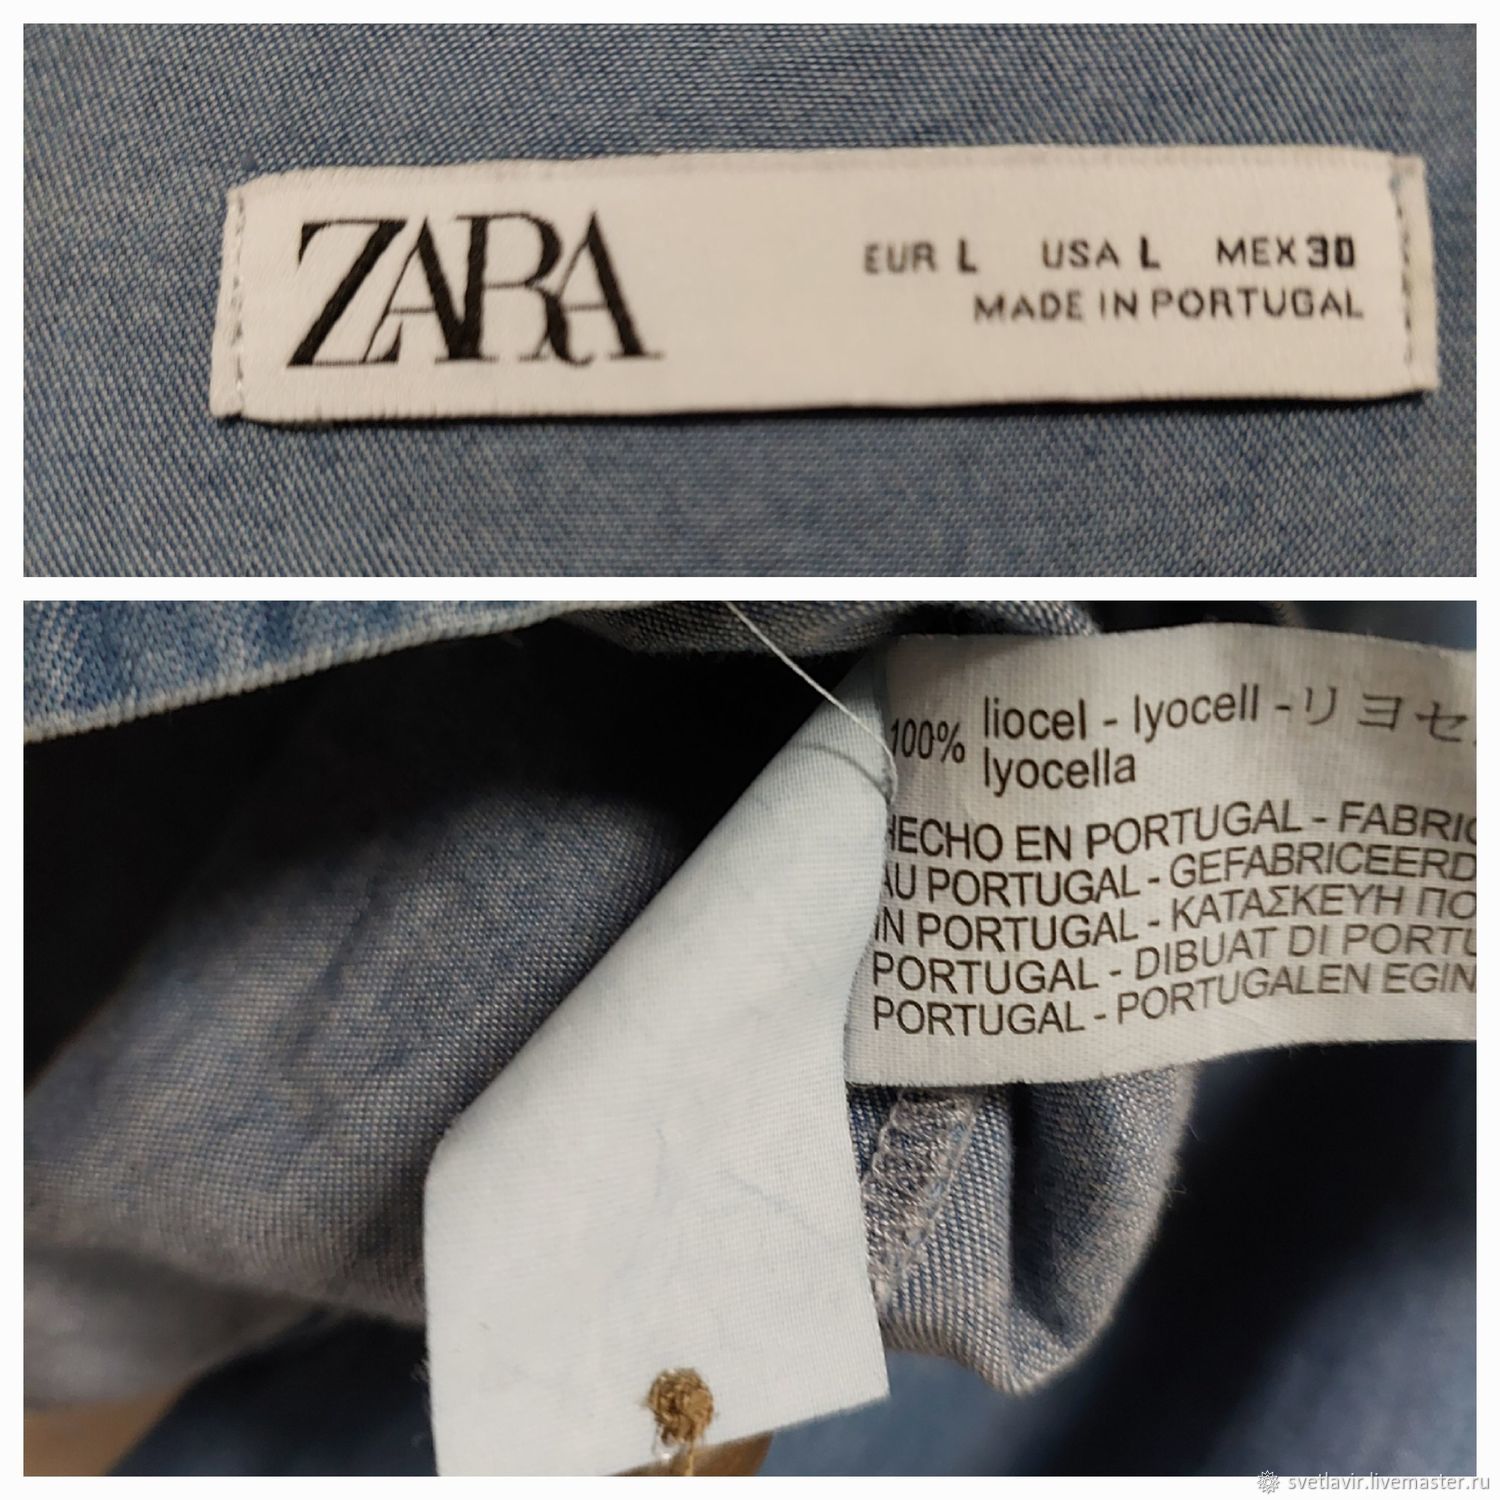 ZARA
EUR L USA L MEX 30
MADE IN PORTUGAL
100% liocel - lyocell - リヨセ
lyocella
HECHO EN PORTUGAL - FABRIC
AU PORTUGAL - GEFABRICEERD
IN PORTUGAL - ΚΑΤΑΣΚΕΥΗ ΠΟ
PORTUGAL - DIBUAT DI PORTU
PORTUGAL - PORTUGALEN EGIN
svetlavir.livemaster.ru